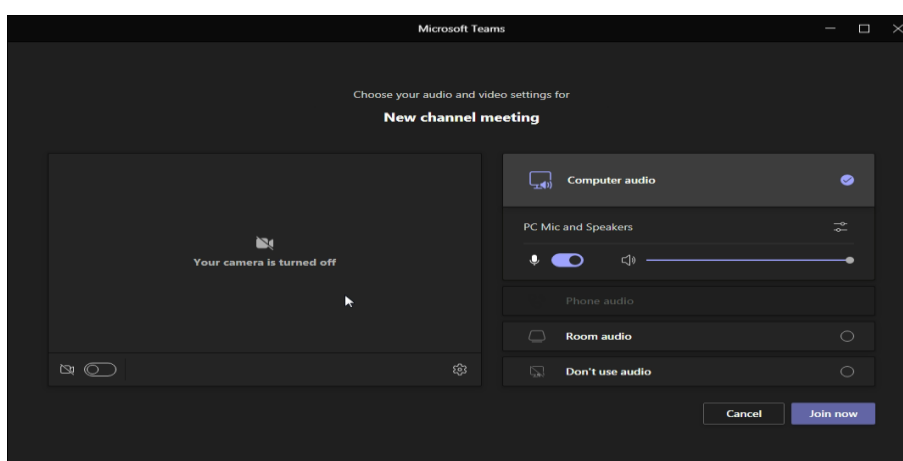 Microsoft Teams
Choose your audio and video settings for
New channel meeting
Your camera is turned off
Computer audio
PC Mic and Speakers
Phone audio
Room audio
Don't use audio
Cancel
Join now